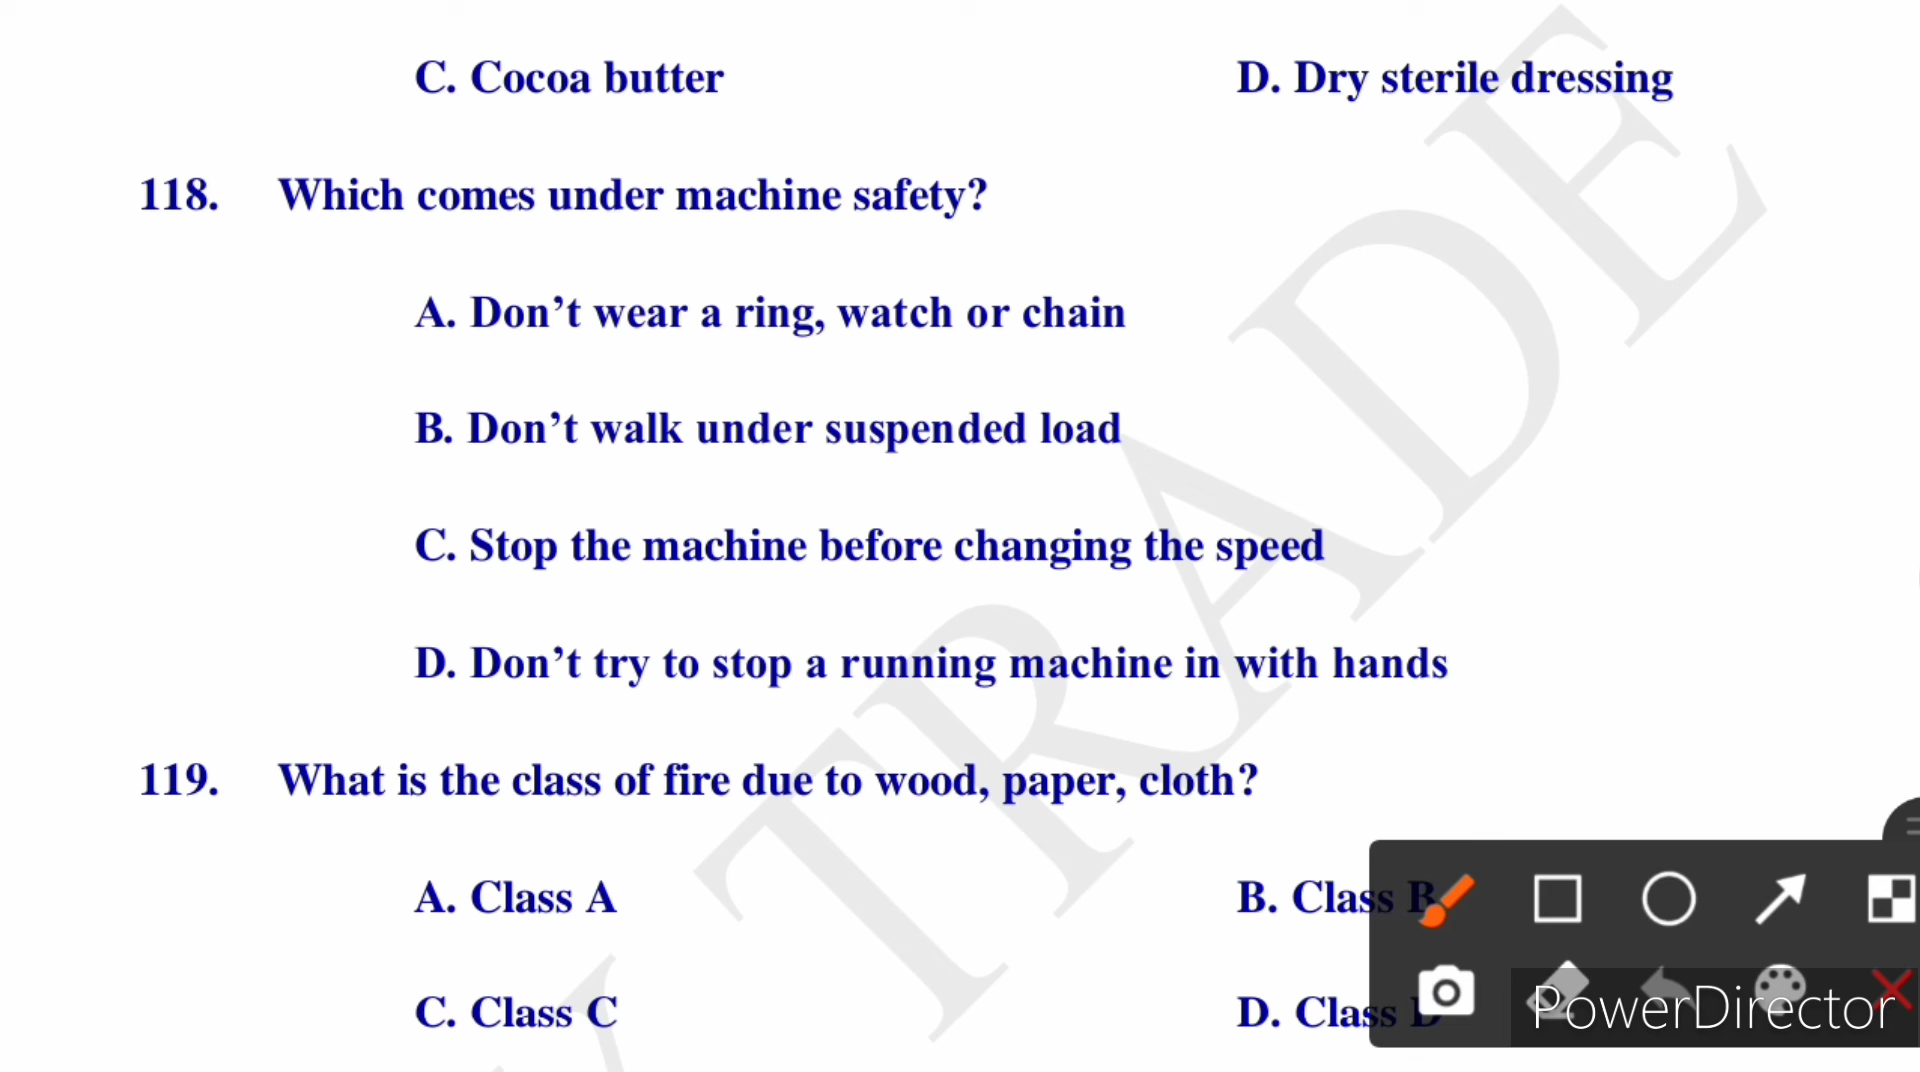 C. Cocoa butter D. Dry sterile dressing
118. Which comes under machine safety?
A. Don’t wear a ring, watch or chain
B. Don’t walk under suspended load
C. Stop the machine before changing the speed
D. Don’t try to stop a running machine in with hands
119. What is the class of fire due to wood, paper, cloth?
A. Class A B. Class B
C. Class C D. Class D
PowerDirector
TRADE